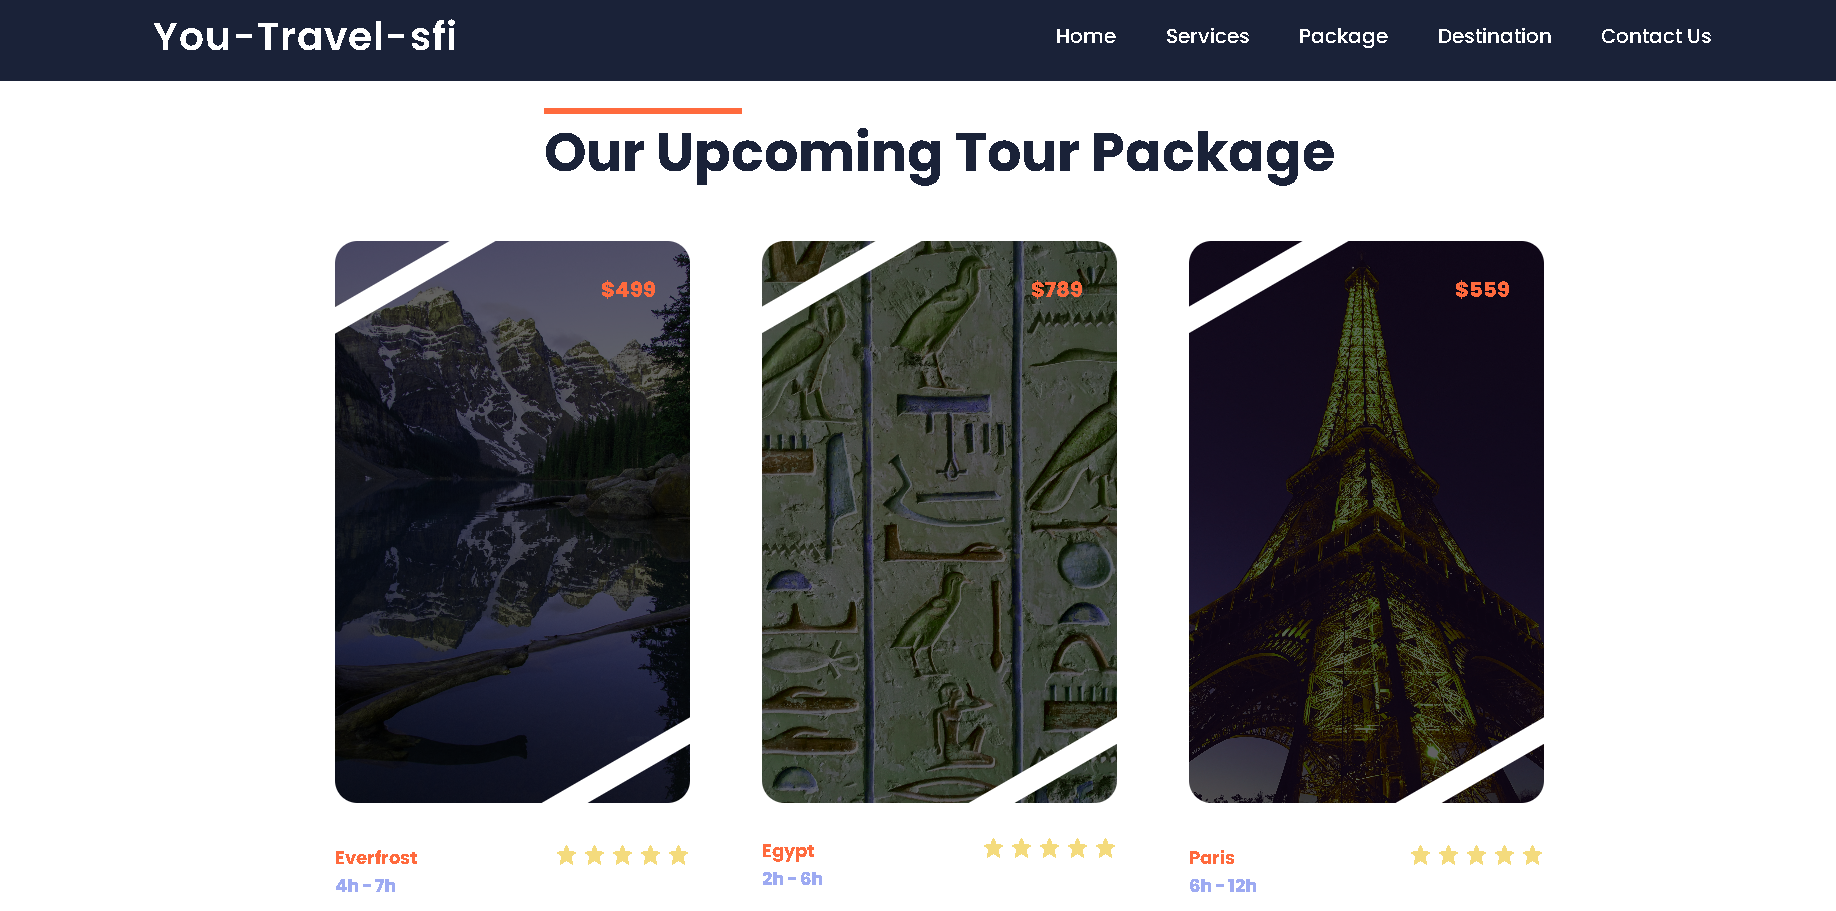 You-Travel-sfi
Home Services Package Destination Contact Us
Our Upcoming Tour Package
$499 $789 $559
Everfrost
4h - 7h
Egypt
2h - 6h
Paris
6h - 12h